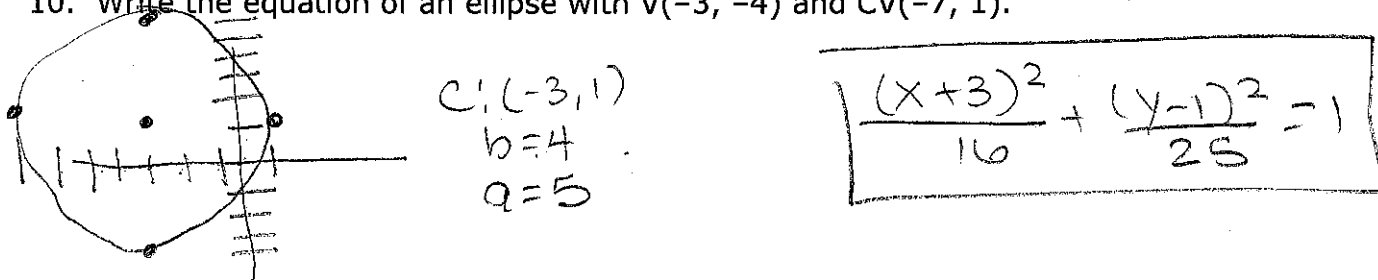 10. Write the equation of an ellipse with V(−3, −4) and CV(−7, 1).
C: (-3, 1)
b = 4
a = 5
(x+3)²/16 + (y-1)²/25 = 1